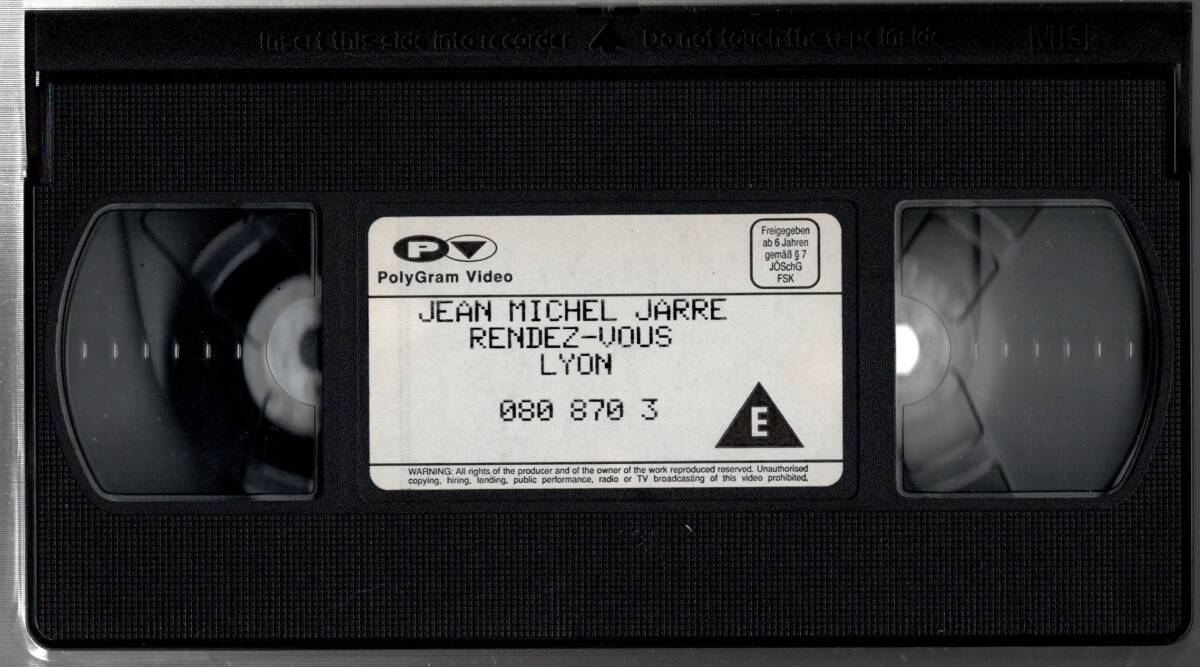 Insert this side into recorder Do not touch the tape inside VHS
P
PolyGram Video
Freigegeben
ab 6 Jahren
gemäß § 7
JÖSchG
FSK
JEAN MICHEL JARRE
RENDEZ-VOUS
LYON
080 870 3
E
WARNING: All rights of the producer and of the owner of the work reproduced reserved. Unauthorised
copying, hiring, lending, public performance, radio or TV broadcasting of this video prohibited.